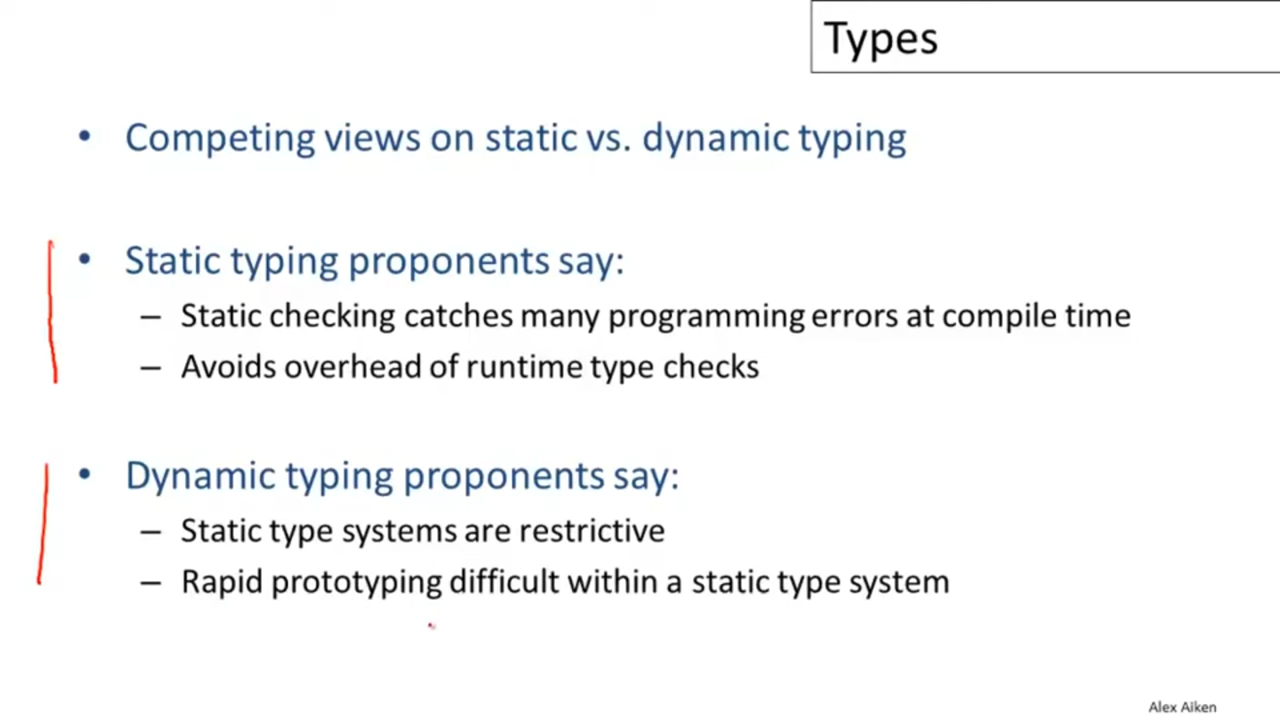 Types
• Competing views on static vs. dynamic typing
• Static typing proponents say:
– Static checking catches many programming errors at compile time
– Avoids overhead of runtime type checks
• Dynamic typing proponents say:
– Static type systems are restrictive
– Rapid prototyping difficult within a static type system
Alex Aiken